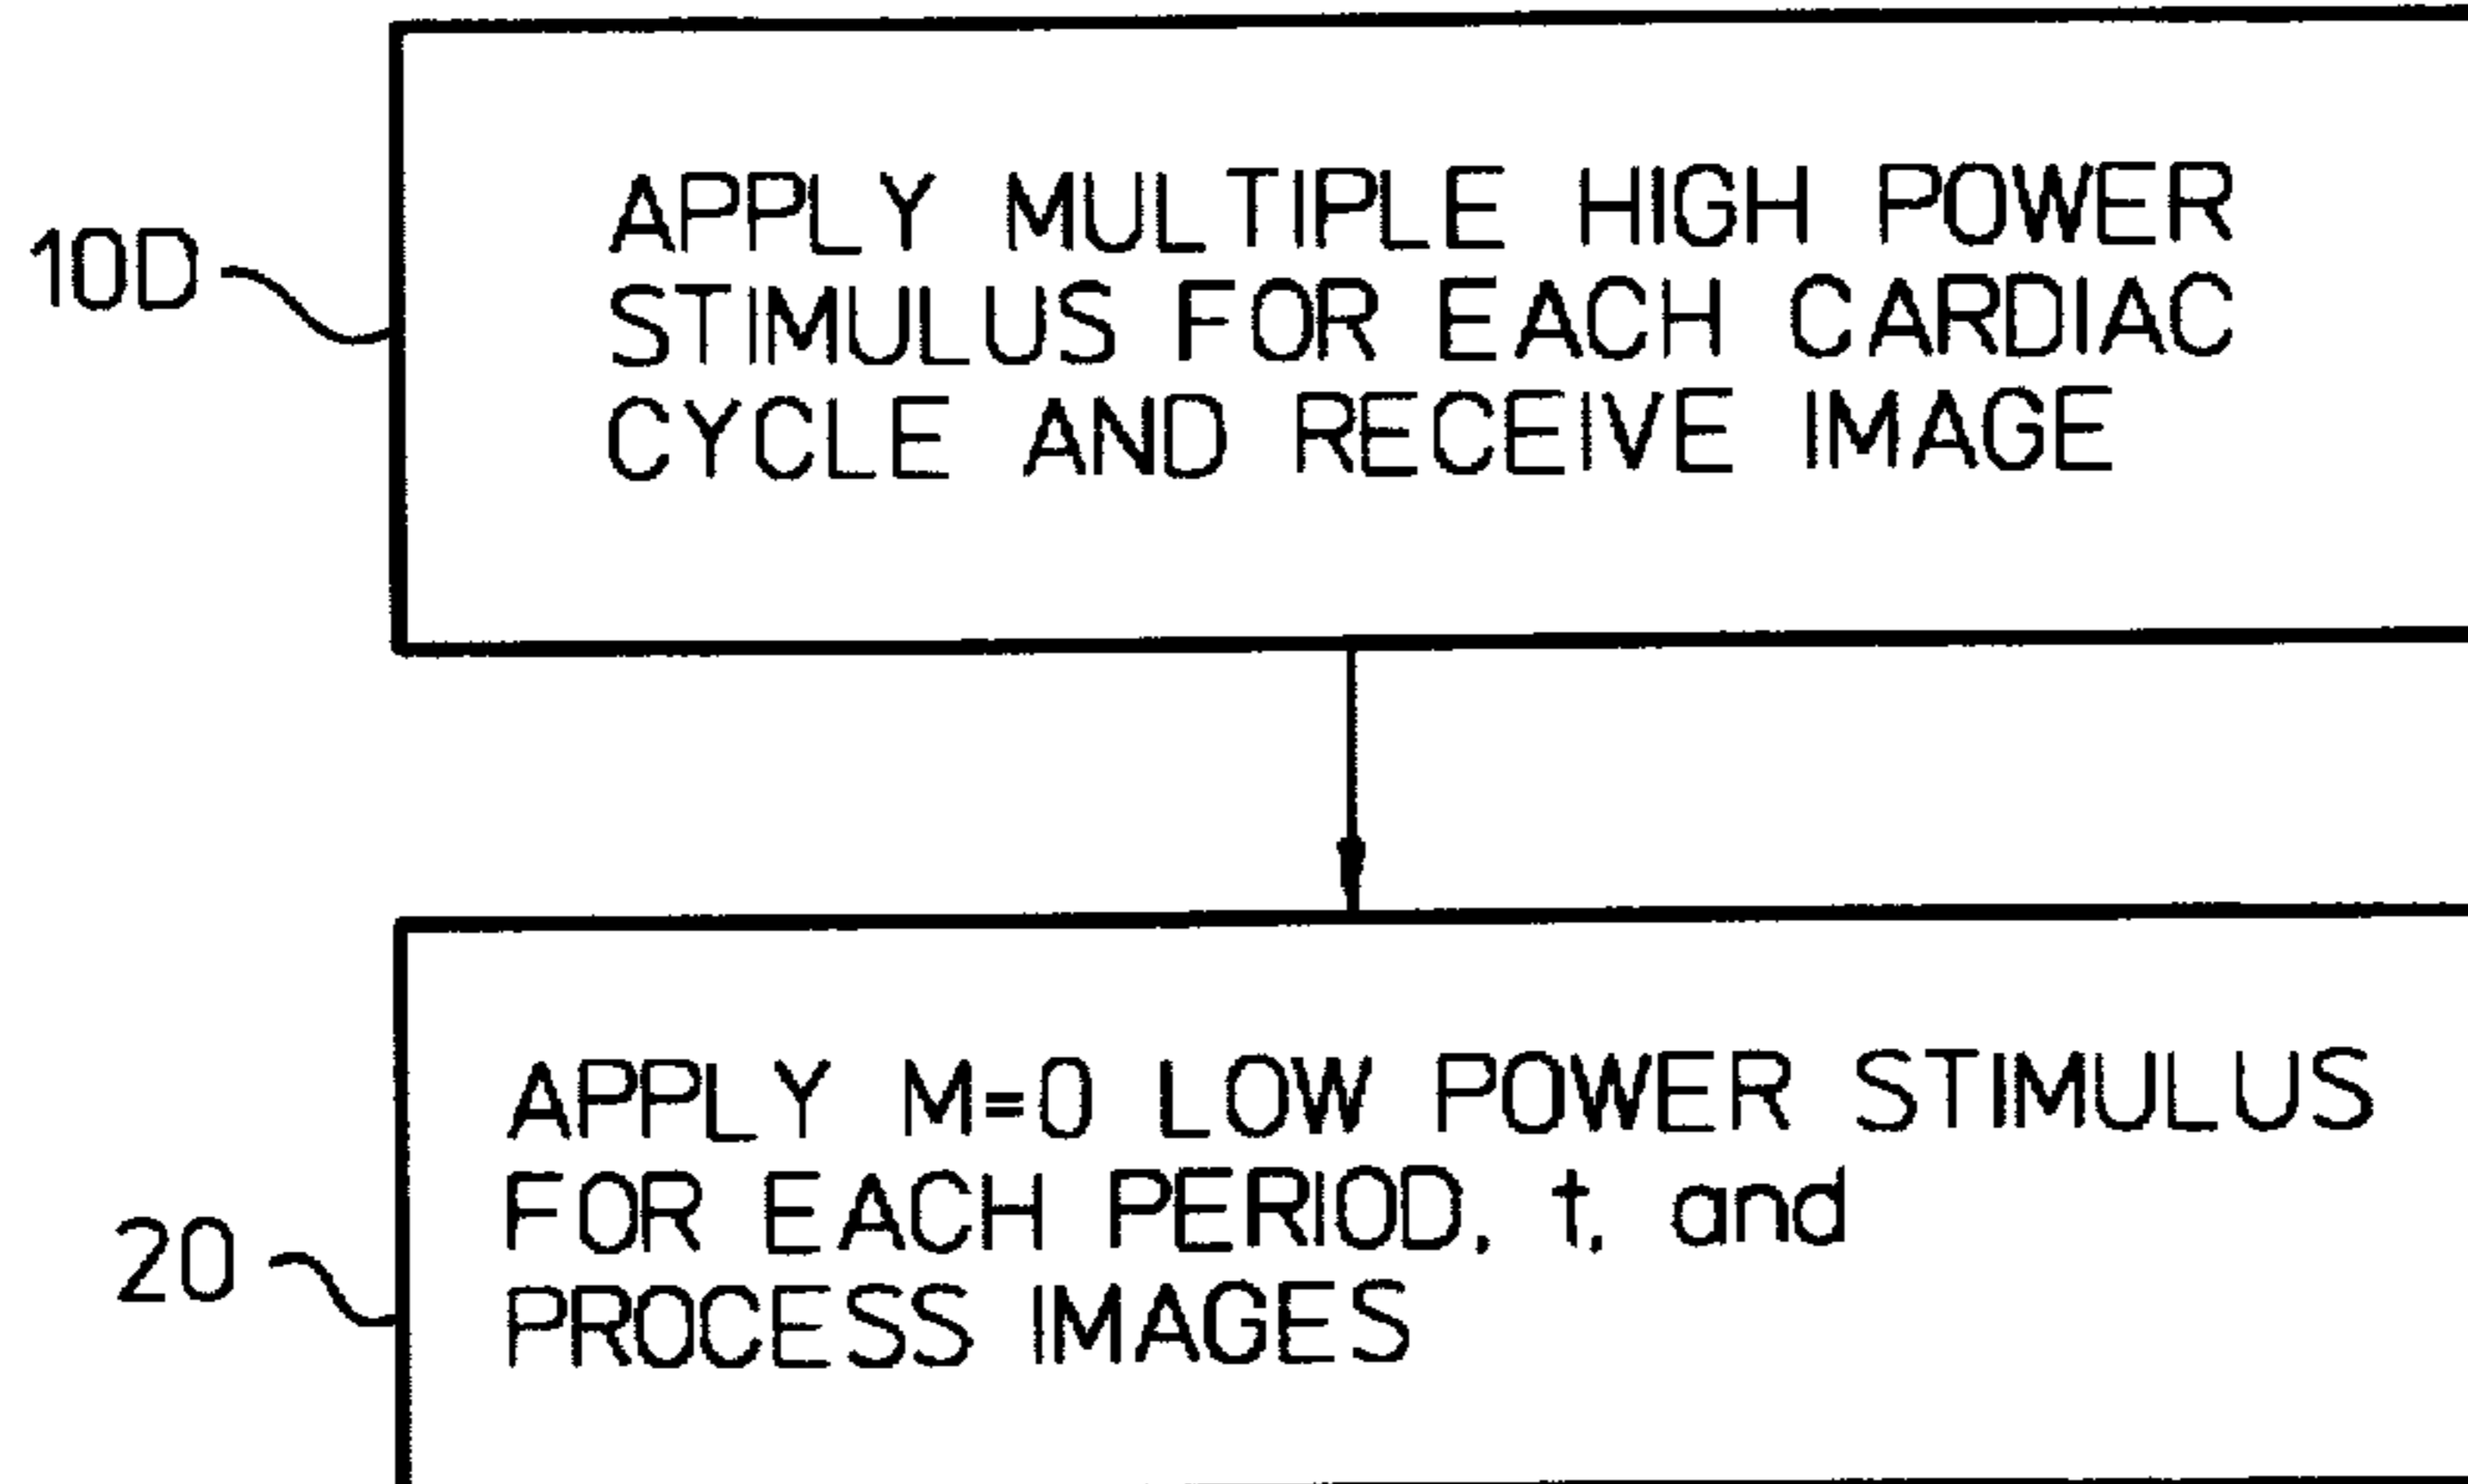 10D
APPLY MULTIPLE HIGH POWER
STIMULUS FOR EACH CARDIAC
CYCLE AND RECEIVE IMAGE
APPLY M=0 LOW POWER STIMULUS
FOR EACH PERIOD, t, and
PROCESS IMAGES
20